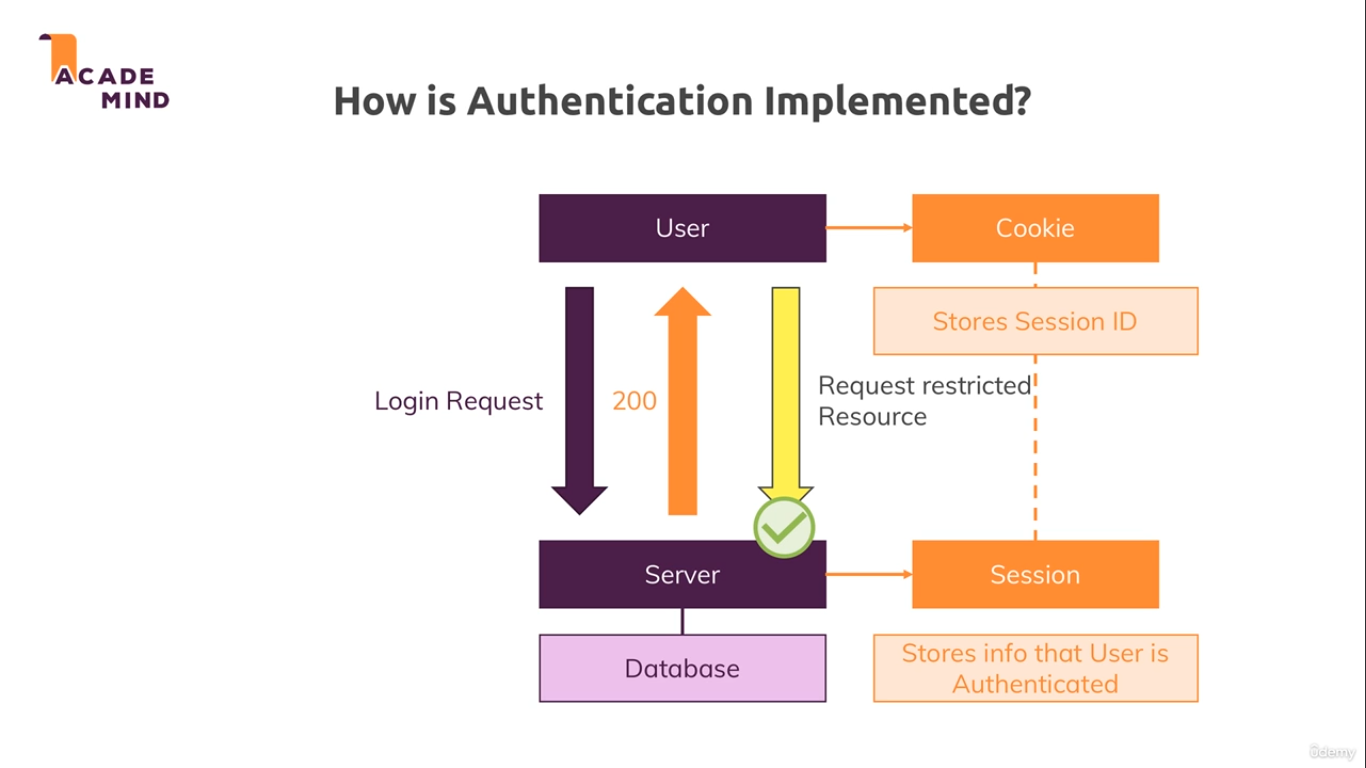 ACADE
MIND
How is Authentication Implemented?
User
Cookie
Stores Session ID
Login Request
200
Request restricted
Resource
Server
Session
Database
Stores info that User is
Authenticated
ûdemy